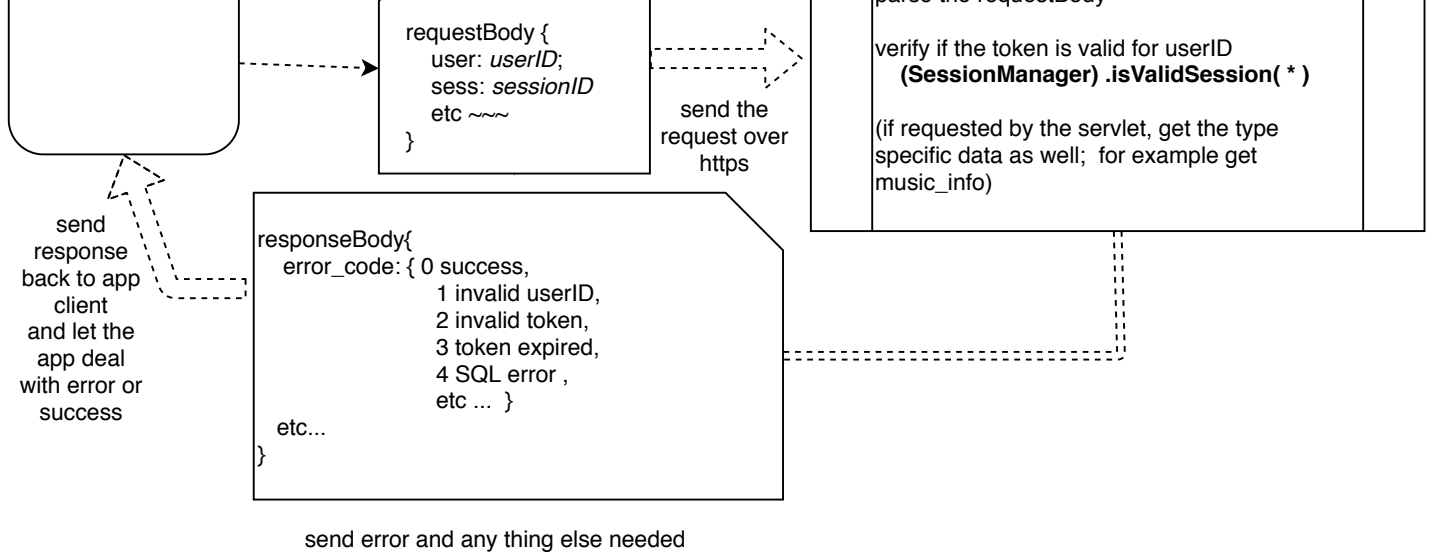 parse the requestBody
requestBody {
user: userID;
sess: sessionID
etc ~~~
}
send the
request over
https
verify if the token is valid for userID
(SessionManager) .isValidSession( * )
(if requested by the servlet, get the type
specific data as well;  for example get
music_info)
send
response
back to app
client
and let the
app deal
with error or
success
responseBody{
error_code: { 0 success,
1 invalid userID,
2 invalid token,
3 token expired,
4 SQL error ,
etc ...  }
etc...
}
send error and any thing else needed